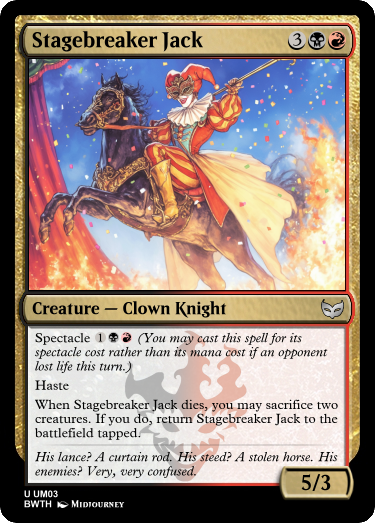 Stagebreaker Jack 3
Creature — Clown Knight
Spectacle 1 (You may cast this spell for its
spectacle cost rather than its mana cost if an opponent
lost life this turn.)
Haste
When Stagebreaker Jack dies, you may sacrifice two
creatures. If you do, return Stagebreaker Jack to the
battlefield tapped.
His lance? A curtain rod. His steed? A stolen horse. His
enemies? Very, very confused.
5/3
U UM03
BWTH Midjourney